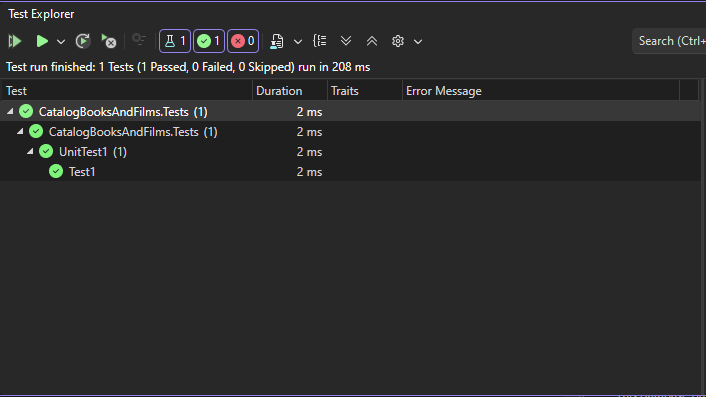 Test Explorer
1 1 0 Search (Ctrl+
Test run finished: 1 Tests (1 Passed, 0 Failed, 0 Skipped) run in 208 ms
Test Duration Traits Error Message
CatalogBooksAndFilms.Tests (1) 2 ms
CatalogBooksAndFilms.Tests (1) 2 ms
UnitTest1 (1) 2 ms
Test1 2 ms